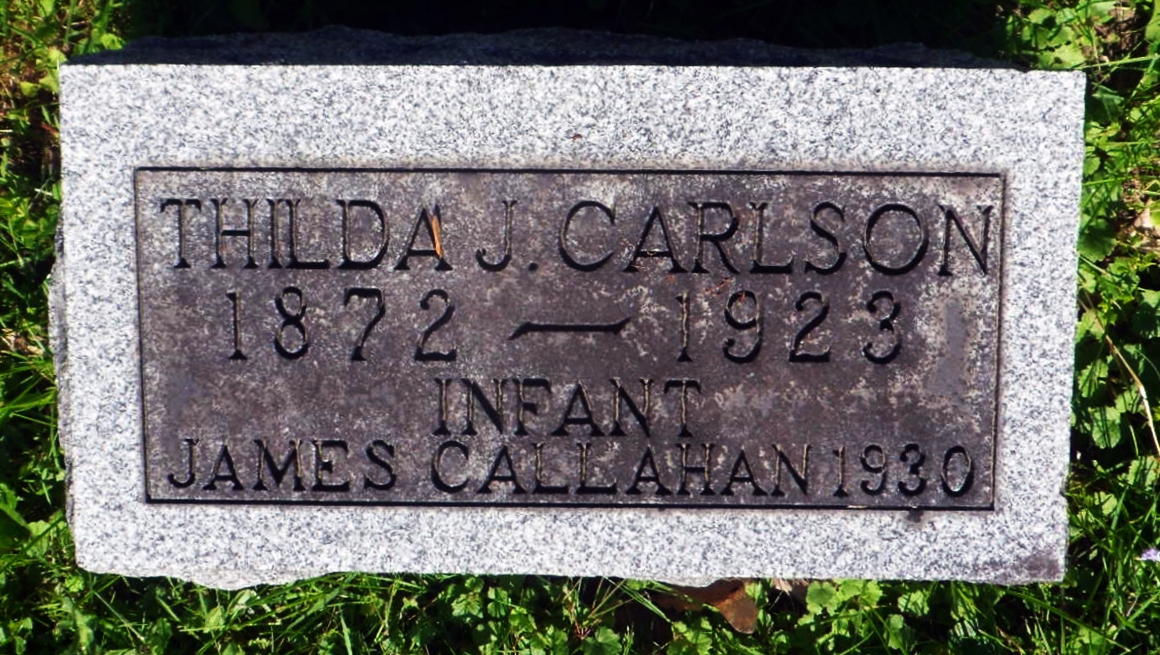 THILDA J. CARLSON
1872 — 1923
INFANT
JAMES CALLAHAN 1930